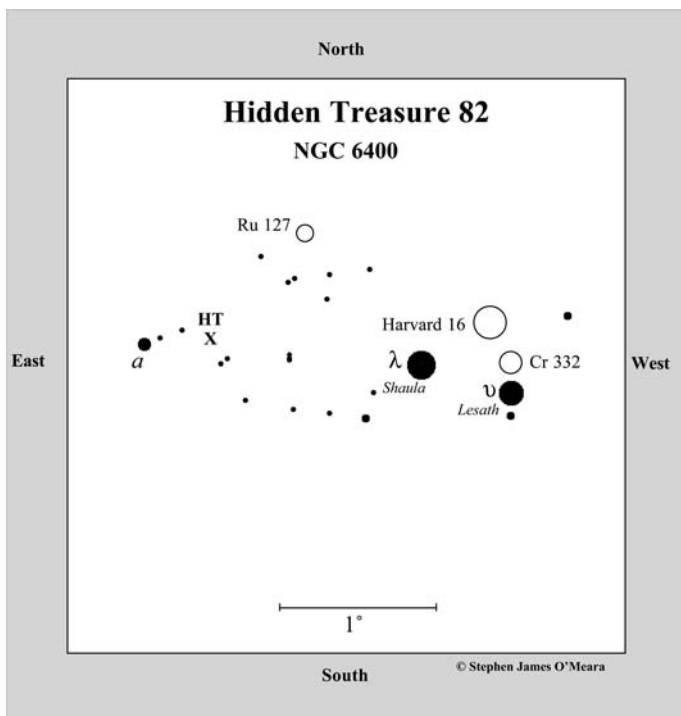 North
Hidden Treasure 82
NGC 6400
Ru 127
HT
X
Harvard 16
a
East
λ
Shaula
Cr 332
West
υ
Lesath
1°
South
© Stephen James O'Meara